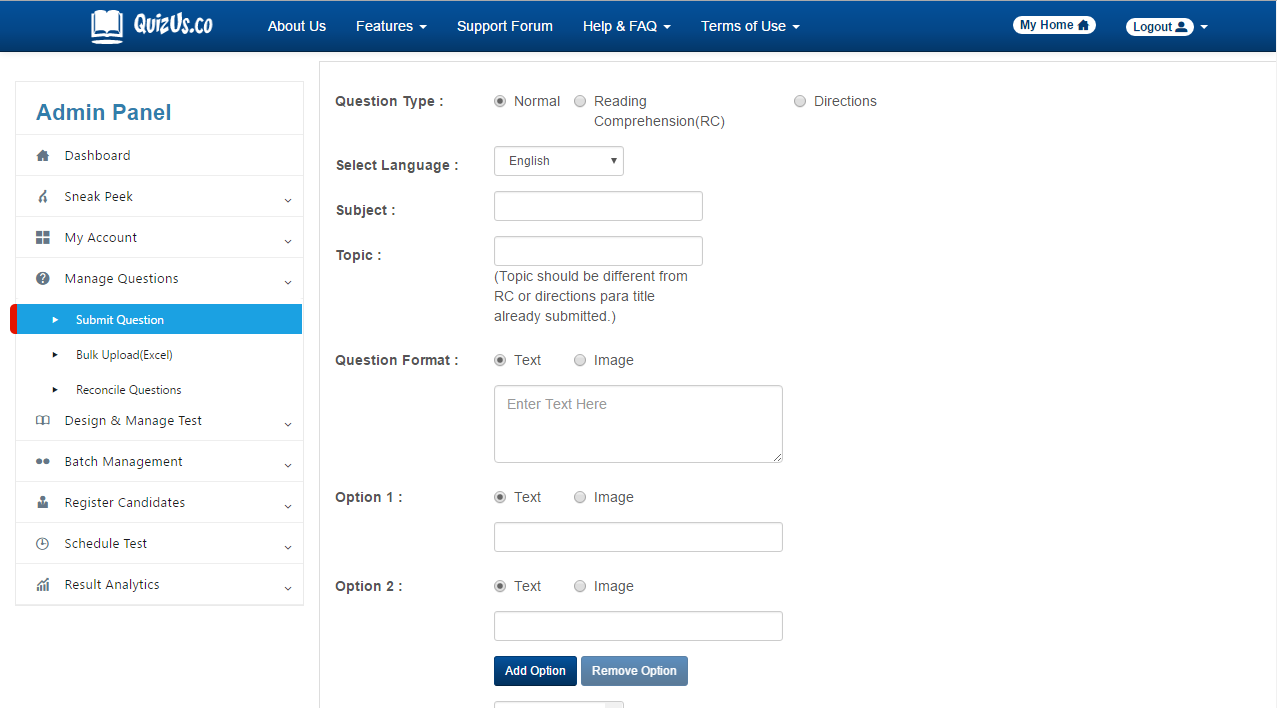 QuizUs.co
About Us
Features
Support Forum
Help & FAQ
Terms of Use
My Home
Logout
Admin Panel
Dashboard
Sneak Peek
My Account
Manage Questions
Submit Question
Bulk Upload(Excel)
Reconcile Questions
Design & Manage Test
Batch Management
Register Candidates
Schedule Test
Result Analytics
Question Type :
Normal
Reading
Comprehension(RC)
Directions
Select Language :
English
Subject :
Topic :
(Topic should be different from
RC or directions para title
already submitted.)
Question Format :
Text
Image
Enter Text Here
Option 1 :
Text
Image
Option 2 :
Text
Image
Add Option
Remove Option